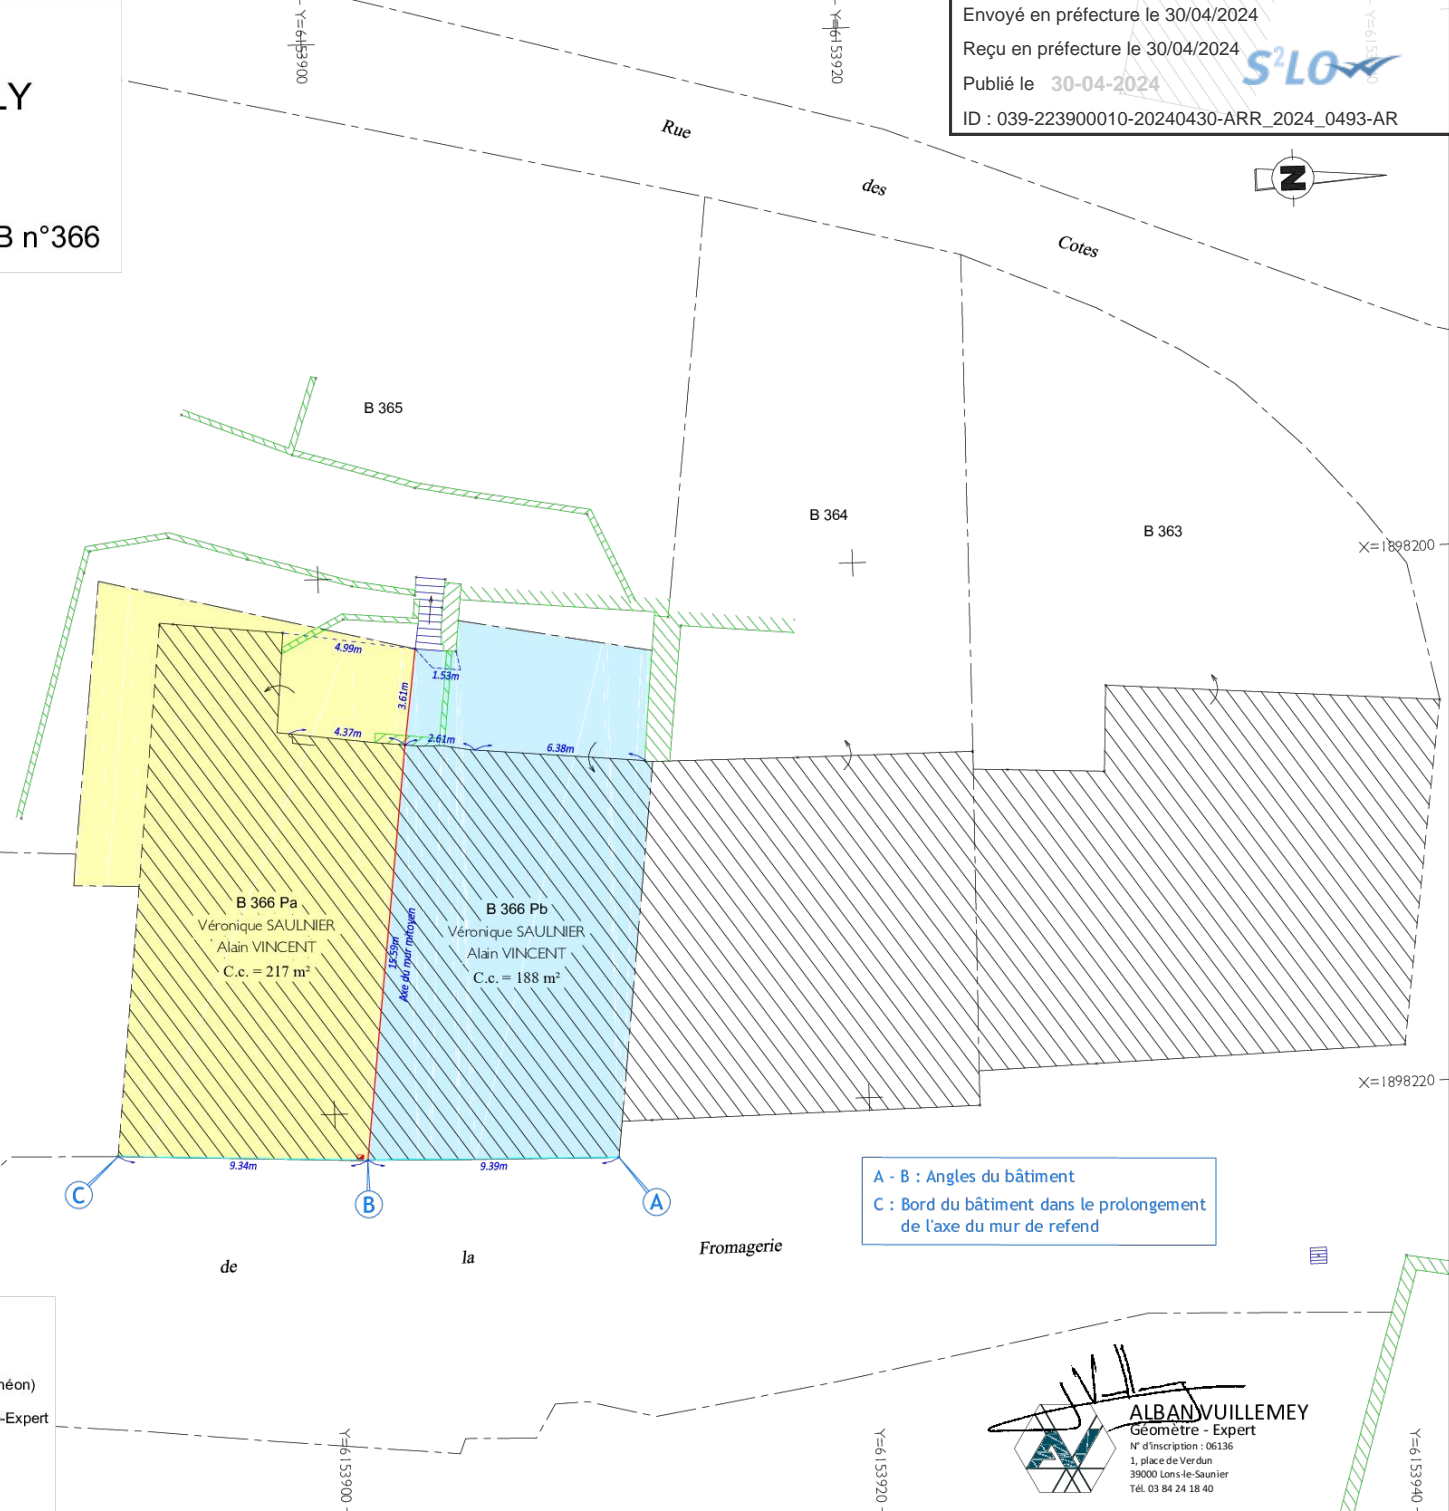 Envoyé en préfecture le 30/04/2024
Reçu en préfecture le 30/04/2024
Publié le 30-04-2024
S²LO
ID : 039-223900010-20240430-ARR_2024_0493-AR
Y=6153900
Y=6153920
LY
B n°366
N
Rue
des
Cotes
B 365
B 364
B 363
X=1898200
4.99m
1.53m
3.61m
4.37m
2.61m
6.38m
B 366 Pa
Véronique SAULNIER
Alain VINCENT
C.c. = 217 m²
15.59m
Axe du mur mitoyen
B 366 Pb
Véronique SAULNIER
Alain VINCENT
C.c. = 188 m²
X=1898220
9.34m
9.39m
C
B
A
A - B : Angles du bâtiment
C : Bord du bâtiment dans le prolongement
de l'axe du mur de refend
de
la
Fromagerie
méon)
-Expert
Y=6153900
Y=6153920
Y=6153940
AV
ALBAN VUILLEMEY
Géomètre - Expert
N° d'inscription : 06136
1, place de Verdun
39000 Lons-le-Saunier
Tél. 03 84 24 18 40